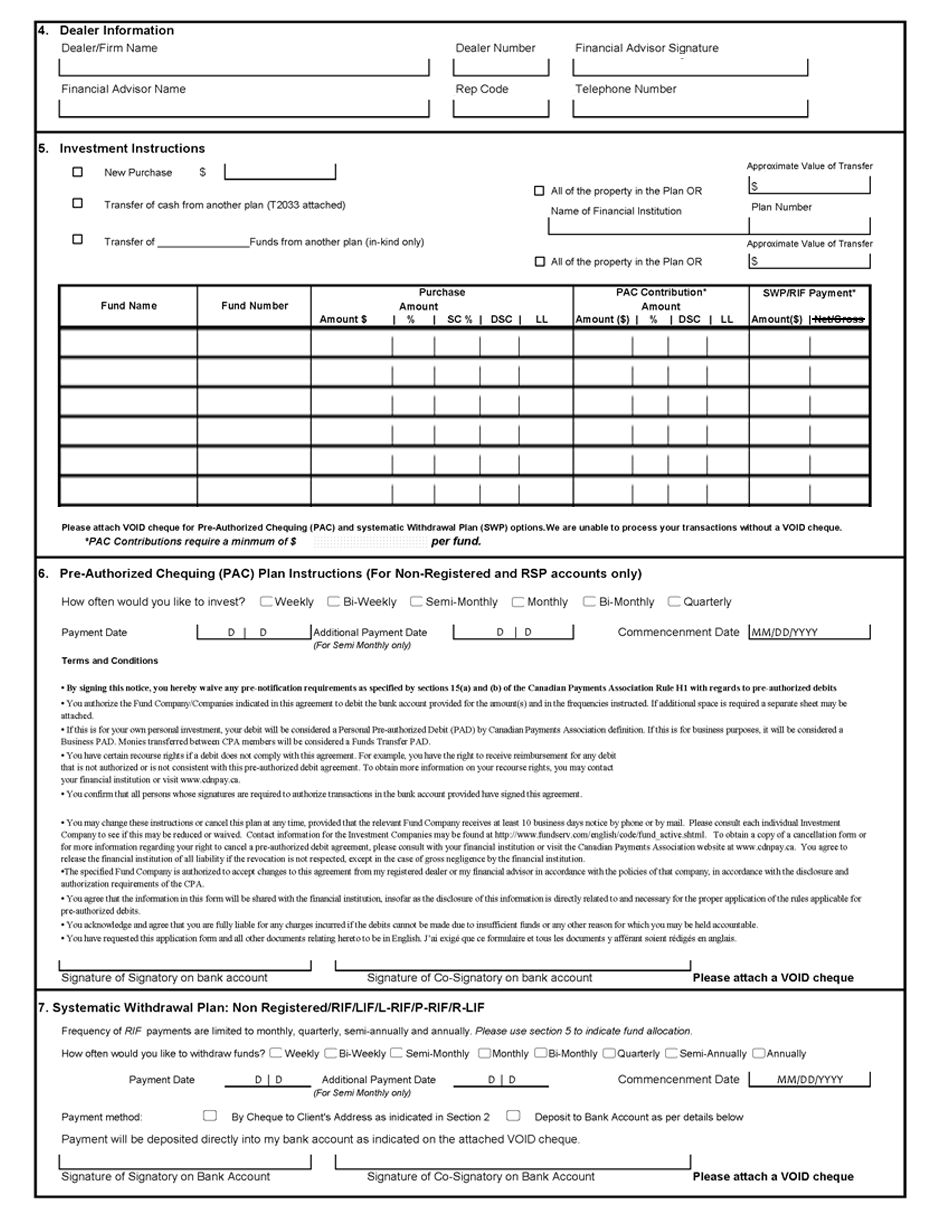 4. Dealer Information
Dealer/Firm Name Dealer Number Financial Advisor Signature
Financial Advisor Name Rep Code Telephone Number
5. Investment Instructions
New Purchase $
Approximate Value of Transfer
All of the property in the Plan OR $
Transfer of cash from another plan (T2033 attached)
Name of Financial Institution Plan Number
Transfer of ________________Funds from another plan (in-kind only)
Approximate Value of Transfer
All of the property in the Plan OR $
Purchase PAC Contribution* SWP/RIF Payment*
Fund Name Fund Number Amount Amount
Amount $ | % | SC % | DSC | LL Amount ($) | % | DSC | LL Amount($) | Net/Gross
Please attach VOID cheque for Pre-Authorized Chequing (PAC) and systematic Withdrawal Plan (SWP) options.We are unable to process your transactions without a VOID cheque.
*PAC Contributions require a minimum of $ per fund.
6. Pre-Authorized Chequing (PAC) Plan Instructions (For Non-Registered and RSP accounts only)
How often would you like to invest? Weekly Bi-Weekly Semi-Monthly Monthly Bi-Monthly Quarterly
Payment Date D | D Additional Payment Date D | D Commencenment Date MM/DD/YYYY
(For Semi Monthly only)
Terms and Conditions
• By signing this notice, you hereby waive any pre-notification requirements as specified by sections 15(a) and (b) of the Canadian Payments Association Rule H1 with regards to pre-authorized debits
• You authorize the Fund Company/Companies indicated in this agreement to debit the bank account provided for the amount(s) and in the frequencies instructed. If additional space is required a separate sheet may be
attached.
• If this is for your own personal investment, your debit will be considered a Personal Pre-authorized Debit (PAD) by Canadian Payments Association definition. If this is for business purposes, it will be considered a
Business PAD. Monies transferred between CPA members will be considered a Funds Transfer PAD.
• You have certain recourse rights if a debit does not comply with this agreement. For example, you have the right to receive reimbursement for any debit
that is not authorized or is not consistent with this pre-authorized debit agreement. To obtain more information on your recourse rights, you may contact
your financial institution or visit www.cdnpay.ca.
• You confirm that all persons whose signatures are required to authorize transactions in the bank account provided have signed this agreement.
• You may change these instructions or cancel this plan at any time, provided that the relevant Fund Company receives at least 10 business days notice by phone or by mail. Please consult each individual Investment
Company to see if this may be reduced or waived. Contact information for the Investment Companies may be found at http://www.fundserv.com/english/code/fund_active.shtml. To obtain a copy of a cancellation form or
for more information regarding your right to cancel a pre-authorized debit agreement, please consult with your financial institution or visit the Canadian Payments Association website at www.cdnpay.ca. You agree to
release the financial institution of all liability if the revocation is not respected, except in the case of gross negligence by the financial institution.
•The specified Fund Company is authorized to accept changes to this agreement from my registered dealer or my financial advisor in accordance with the policies of that company, in accordance with the disclosure and
authorization requirements of the CPA.
• You agree that the information in this form will be shared with the financial institution, insofar as the disclosure of this information is directly related to and necessary for the proper application of the rules applicable for
pre-authorized debits.
• You acknowledge and agree that you are fully liable for any charges incurred if the debits cannot be made due to insufficient funds or any other reason for which you may be held accountable.
• You have requested this application form and all other documents relating hereto to be in English. J'ai exigé que ce formulaire et tous les documents y afférant soient rédigés en anglais.
Signature of Signatory on bank account Signature of Co-Signatory on bank account Please attach a VOID cheque
7. Systematic Withdrawal Plan: Non Registered/RIF/LIF/L-RIF/P-RIF/R-LIF
Frequency of RIF payments are limited to monthly, quarterly, semi-annually and annually. Please use section 5 to indicate fund allocation.
How often would you like to withdraw funds? Weekly Bi-Weekly Semi-Monthly Monthly Bi-Monthly Quarterly Semi-Annually Annually
Payment Date D | D Additional Payment Date D | D Commencenment Date MM/DD/YYYY
(For Semi Monthly only)
Payment method: By Cheque to Client's Address as inidicated in Section 2 Deposit to Bank Account as per details below
Payment will be deposited directly into my bank account as indicated on the attached VOID cheque.
Signature of Signatory on Bank Account Signature of Co-Signatory on Bank Account Please attach a VOID cheque